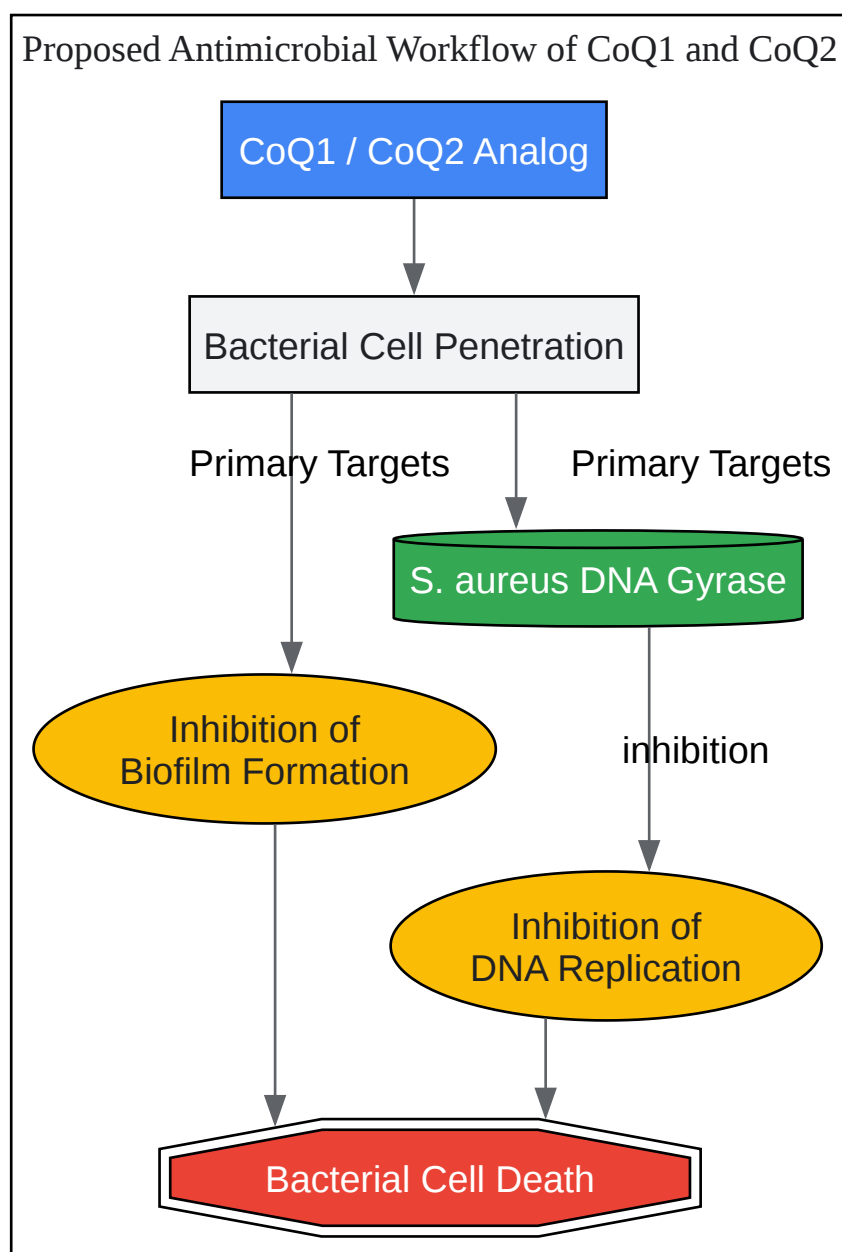 Proposed Antimicrobial Workflow of CoQ1 and CoQ2
CoQ1 / CoQ2 Analog
Bacterial Cell Penetration
Primary Targets
Primary Targets
S. aureus DNA Gyrase
Inhibition of
Biofilm Formation
inhibition
Inhibition of
DNA Replication
Bacterial Cell Death